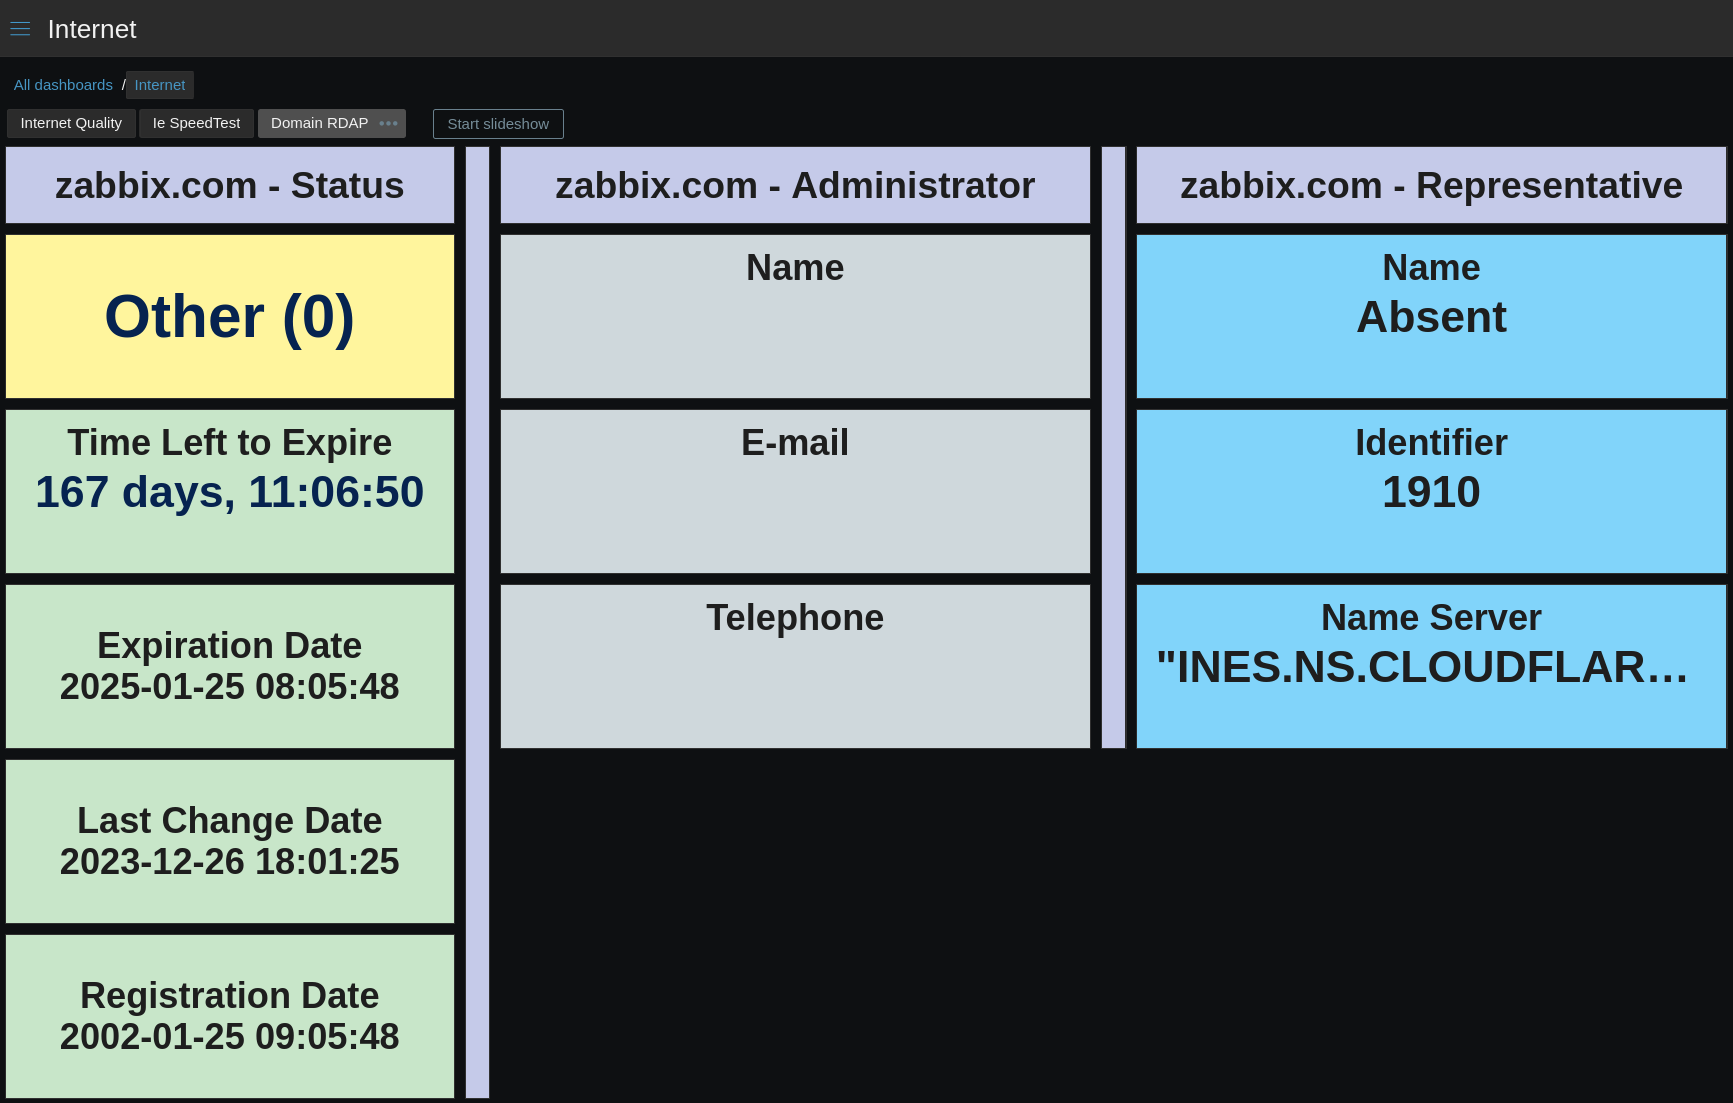 Internet
All dashboards / Internet
Internet Quality Ie SpeedTest Domain RDAP ••• Start slideshow
zabbix.com - Status
Other (0)
Time Left to Expire
167 days, 11:06:50
Expiration Date
2025-01-25 08:05:48
Last Change Date
2023-12-26 18:01:25
Registration Date
2002-01-25 09:05:48
zabbix.com - Administrator
Name
E-mail
Telephone
zabbix.com - Representative
Name
Absent
Identifier
1910
Name Server
"INES.NS.CLOUDFLAR…